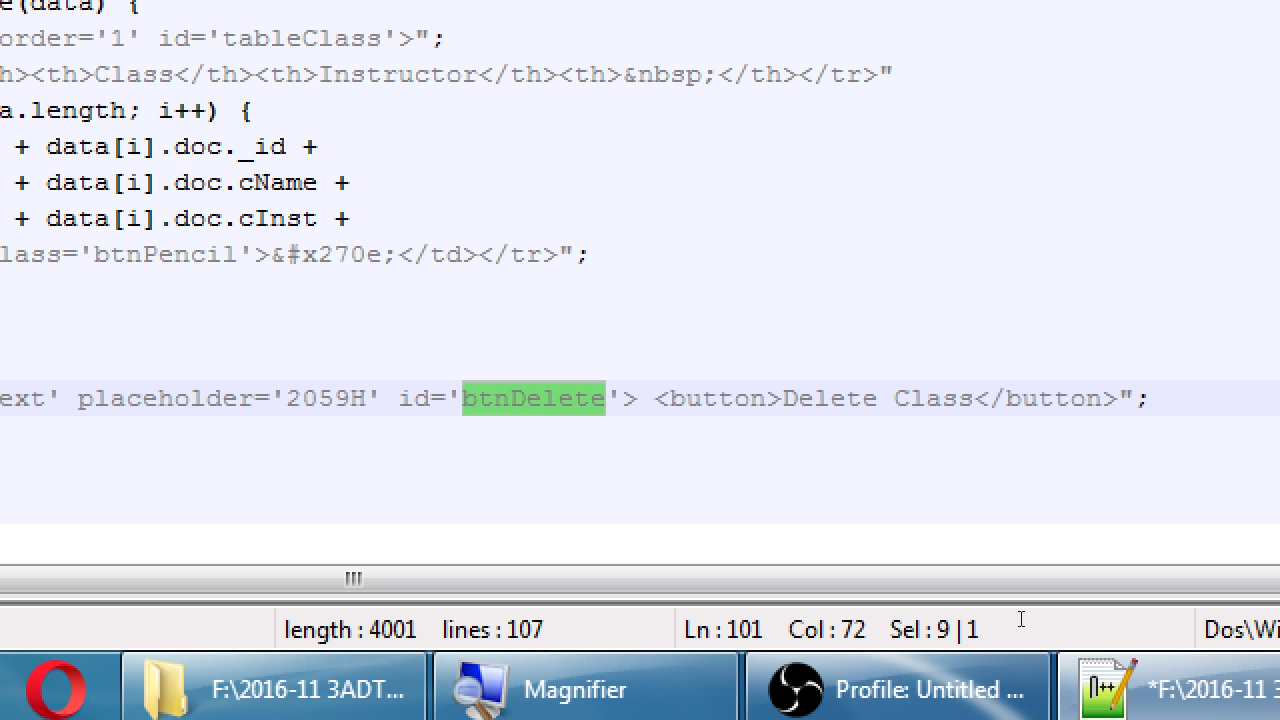 e(data) {
order='1' id='tableClass'>";
h><th>Class</th><th>Instructor</th><th>&nbsp;</th></tr>"
a.length; i++) {
+ data[i].doc._id +
+ data[i].doc.cName +
+ data[i].doc.cInst +
lass='btnPencil'>&#x270e;</td></tr>";
ext' placeholder='2059H' id='btnDelete'> <button>Delete Class</button>";
length : 4001 lines : 107 Ln : 101 Col : 72 Sel : 9 | 1 Dos\Wi
F:\2016-11 3ADT... Magnifier Profile: Untitled ... *F:\2016-11 3